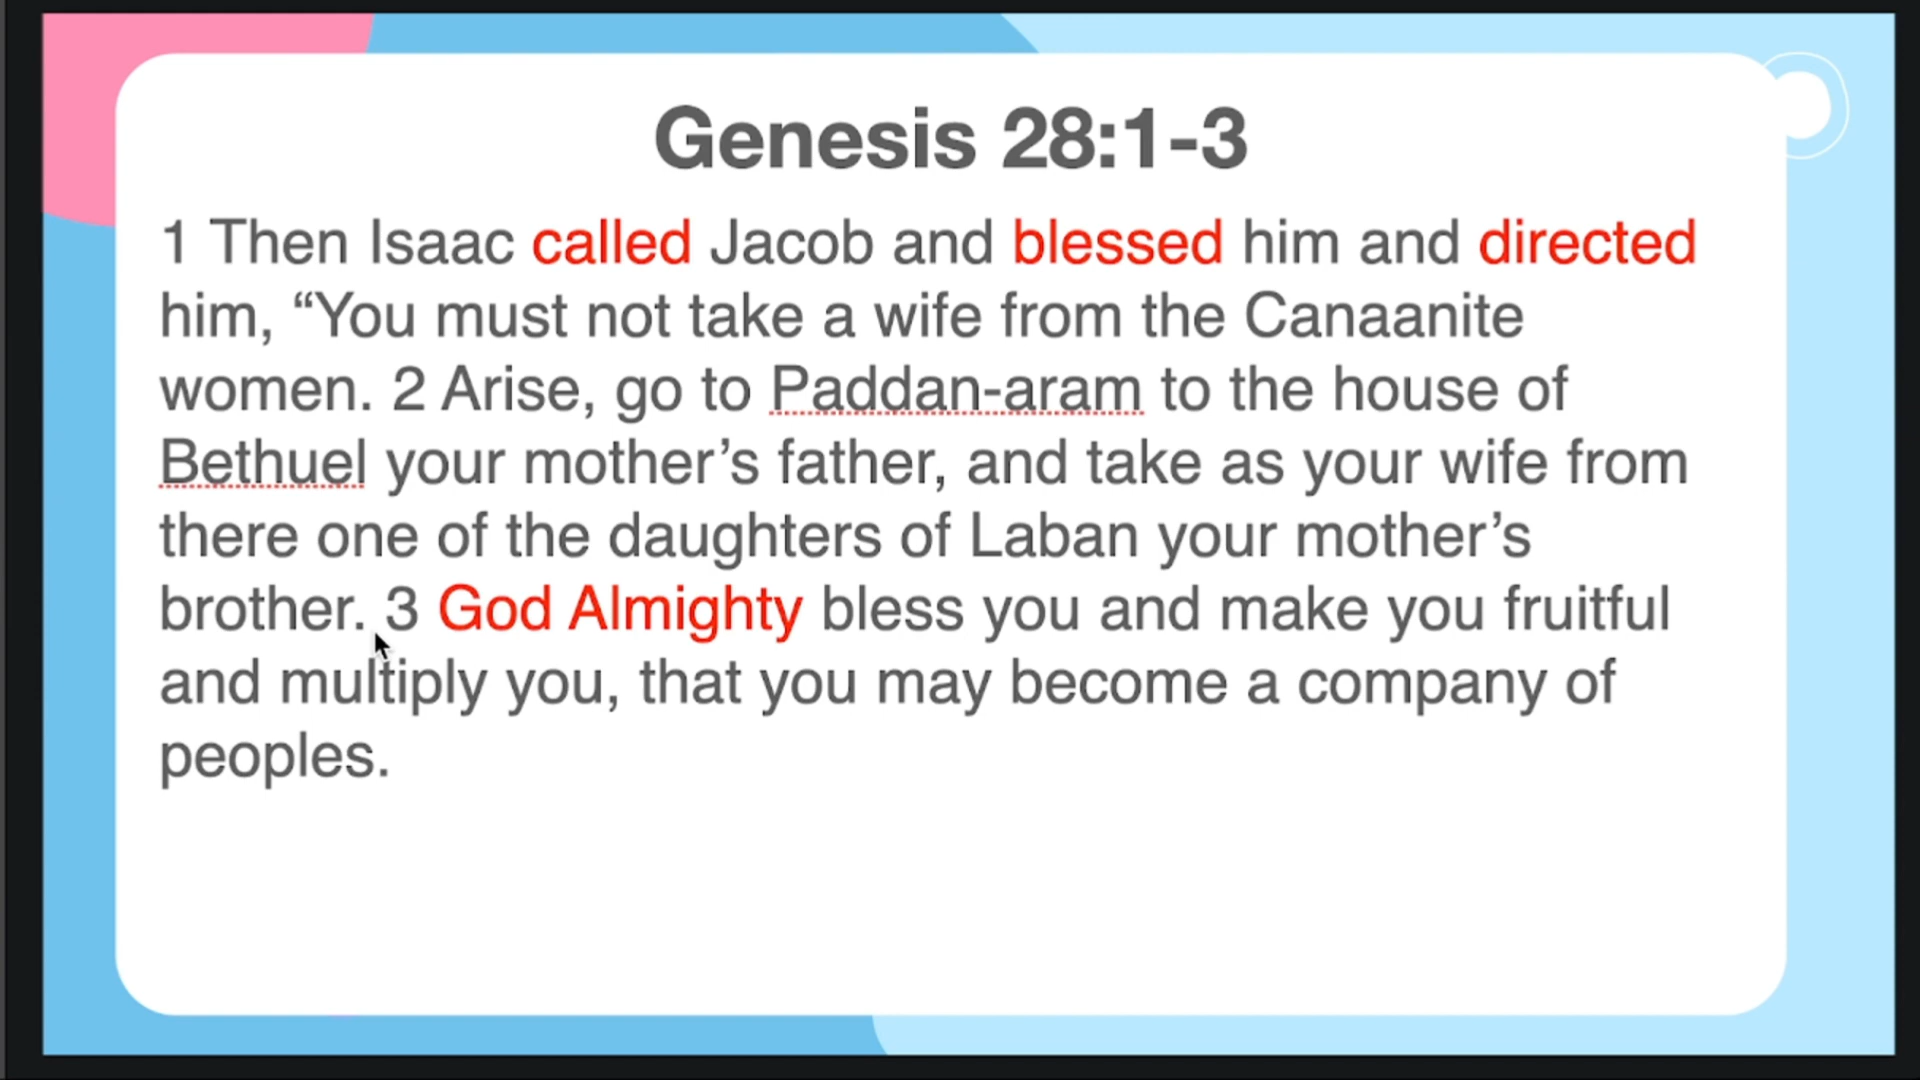 Genesis 28:1-3
1 Then Isaac called Jacob and blessed him and directed
him, “You must not take a wife from the Canaanite
women. 2 Arise, go to Paddan-aram to the house of
Bethuel your mother’s father, and take as your wife from
there one of the daughters of Laban your mother’s
brother. 3 God Almighty bless you and make you fruitful
and multiply you, that you may become a company of
peoples.